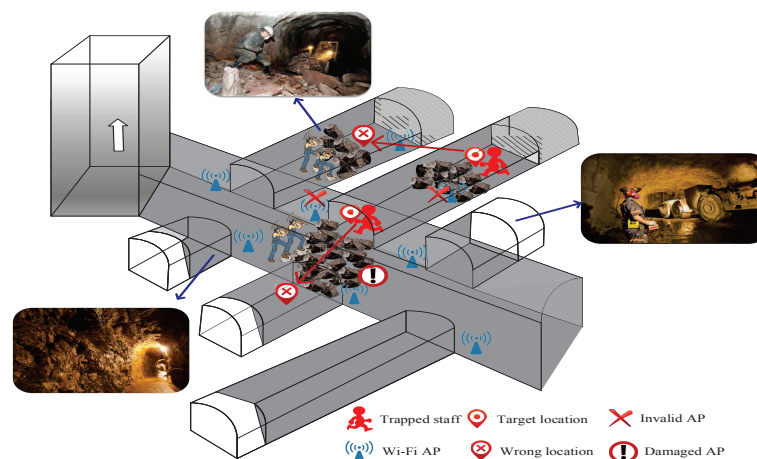 Trapped staff Target location Invalid AP
Wi-Fi AP Wrong location Damaged AP